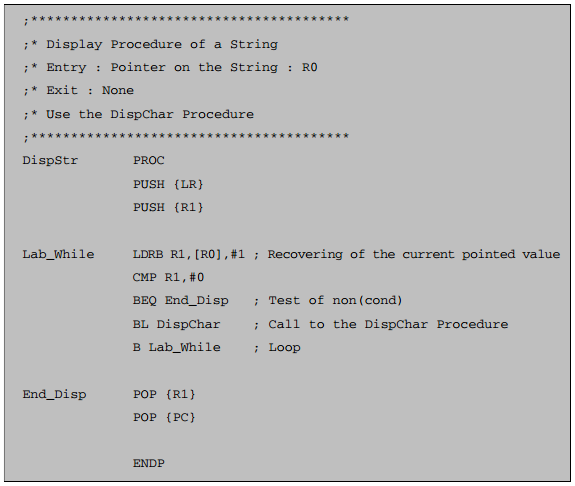 ;****************************************
;* Display Procedure of a String
;* Entry : Pointer on the String : R0
;* Exit : None
;* Use the DispChar Procedure
;****************************************
DispStr PROC
PUSH {LR}
PUSH {R1}
Lab_While LDRB R1,[R0],#1 ; Recovering of the current pointed value
CMP R1,#0
BEQ End_Disp ; Test of non(cond)
BL DispChar ; Call to the DispChar Procedure
B Lab_While ; Loop
End_Disp POP {R1}
POP {PC}
ENDP